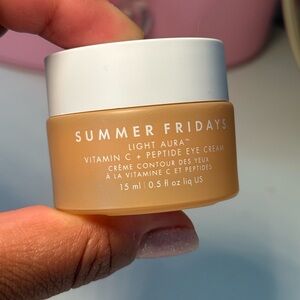 SUMMER FRIDAYS
LIGHT AURA™
VITAMIN C + PEPTIDE EYE CREAM
CRÈME CONTOUR DES YEUX
À LA VITAMINE C ET PEPTIDES
15 ml | 0.5 fl oz liq US